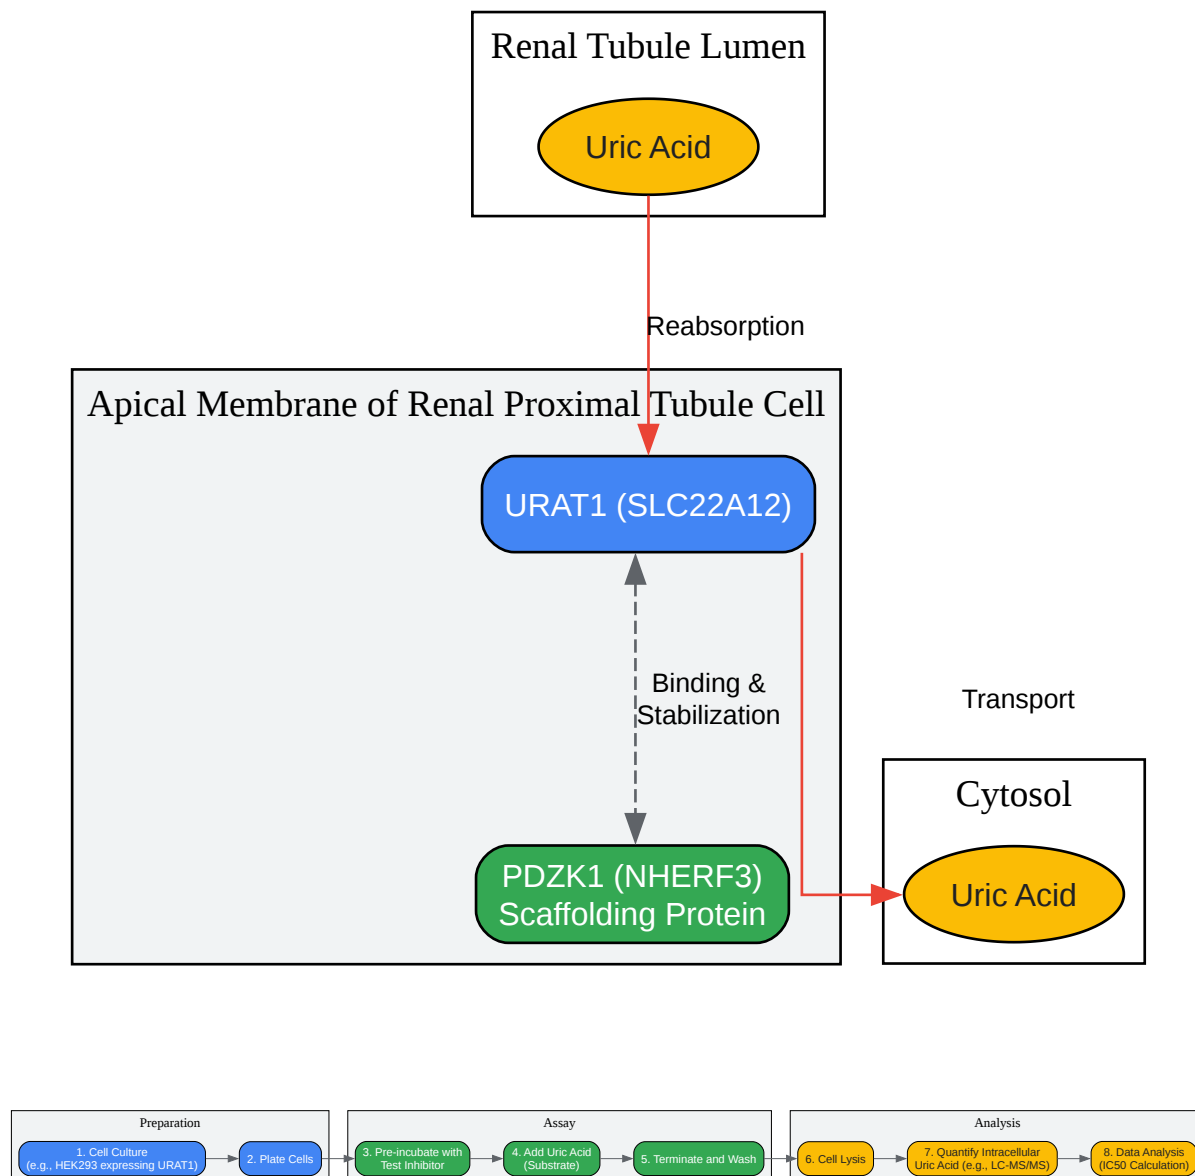 Renal Tubule Lumen
Uric Acid
Reabsorption
Apical Membrane of Renal Proximal Tubule Cell
URAT1 (SLC22A12)
Binding &
Stabilization
Transport
Cytosol
PDZK1 (NHERF3)
Scaffolding Protein
Uric Acid
Preparation
1. Cell Culture
(e.g., HEK293 expressing URAT1)
2. Plate Cells
Assay
3. Pre-incubate with
Test Inhibitor
4. Add Uric Acid
(Substrate)
5. Terminate and Wash
Analysis
6. Cell Lysis
7. Quantify Intracellular
Uric Acid (e.g., LC-MS/MS)
8. Data Analysis
(IC50 Calculation)